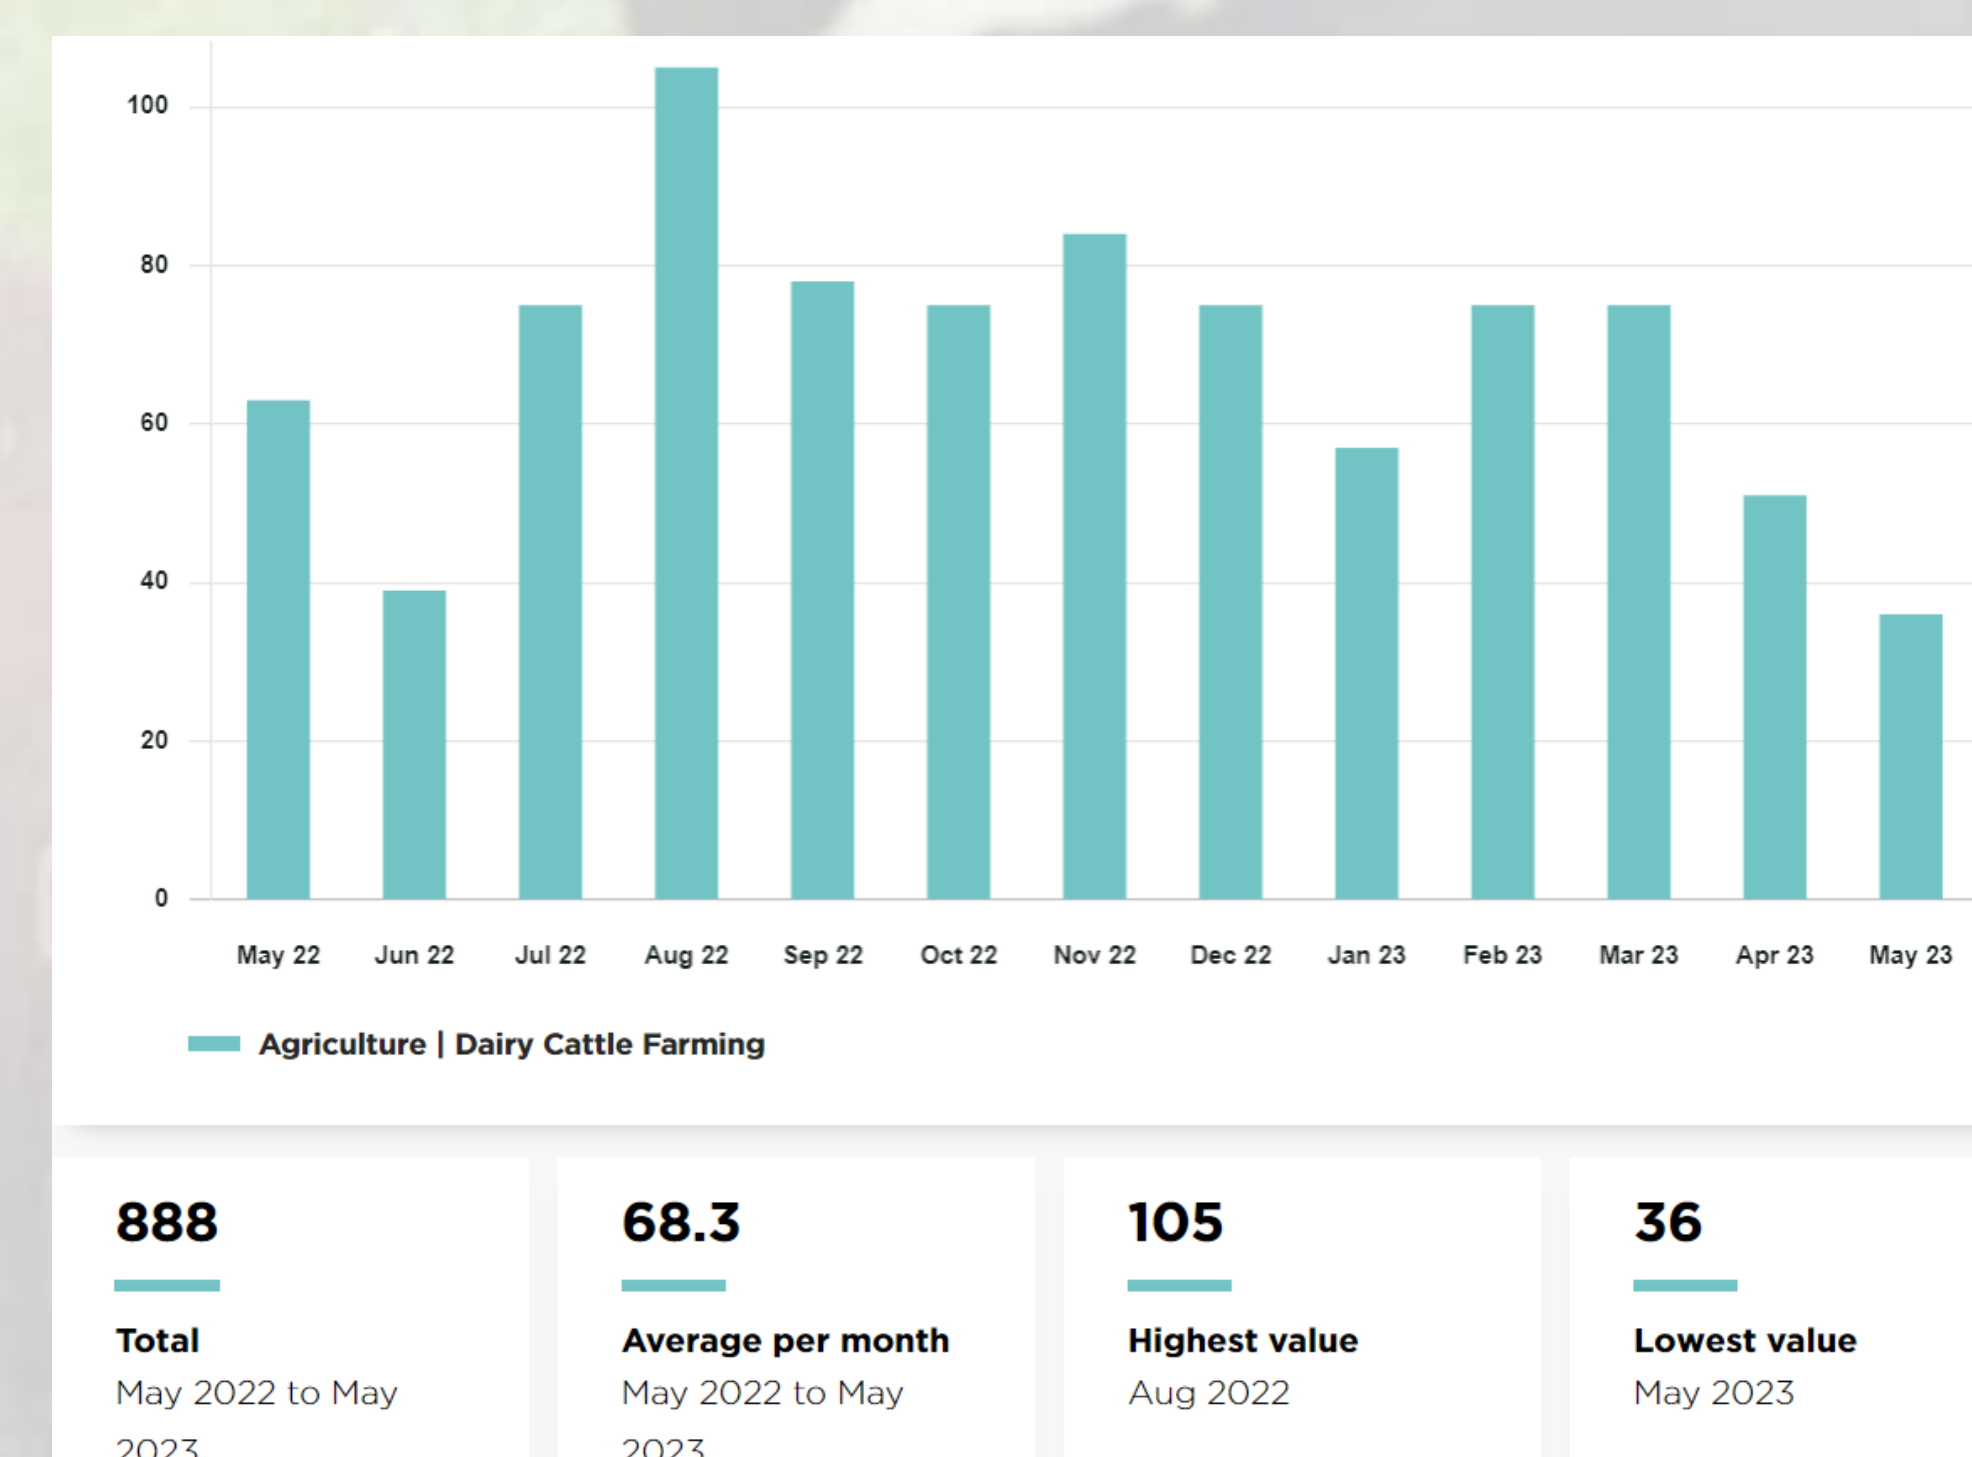 100
80
60
40
20
0
May 22 Jun 22 Jul 22 Aug 22 Sep 22 Oct 22 Nov 22 Dec 22 Jan 23 Feb 23 Mar 23 Apr 23 May 23
Agriculture | Dairy Cattle Farming
888
Total
May 2022 to May
2023
68.3
Average per month
May 2022 to May
2023
105
Highest value
Aug 2022
36
Lowest value
May 2023